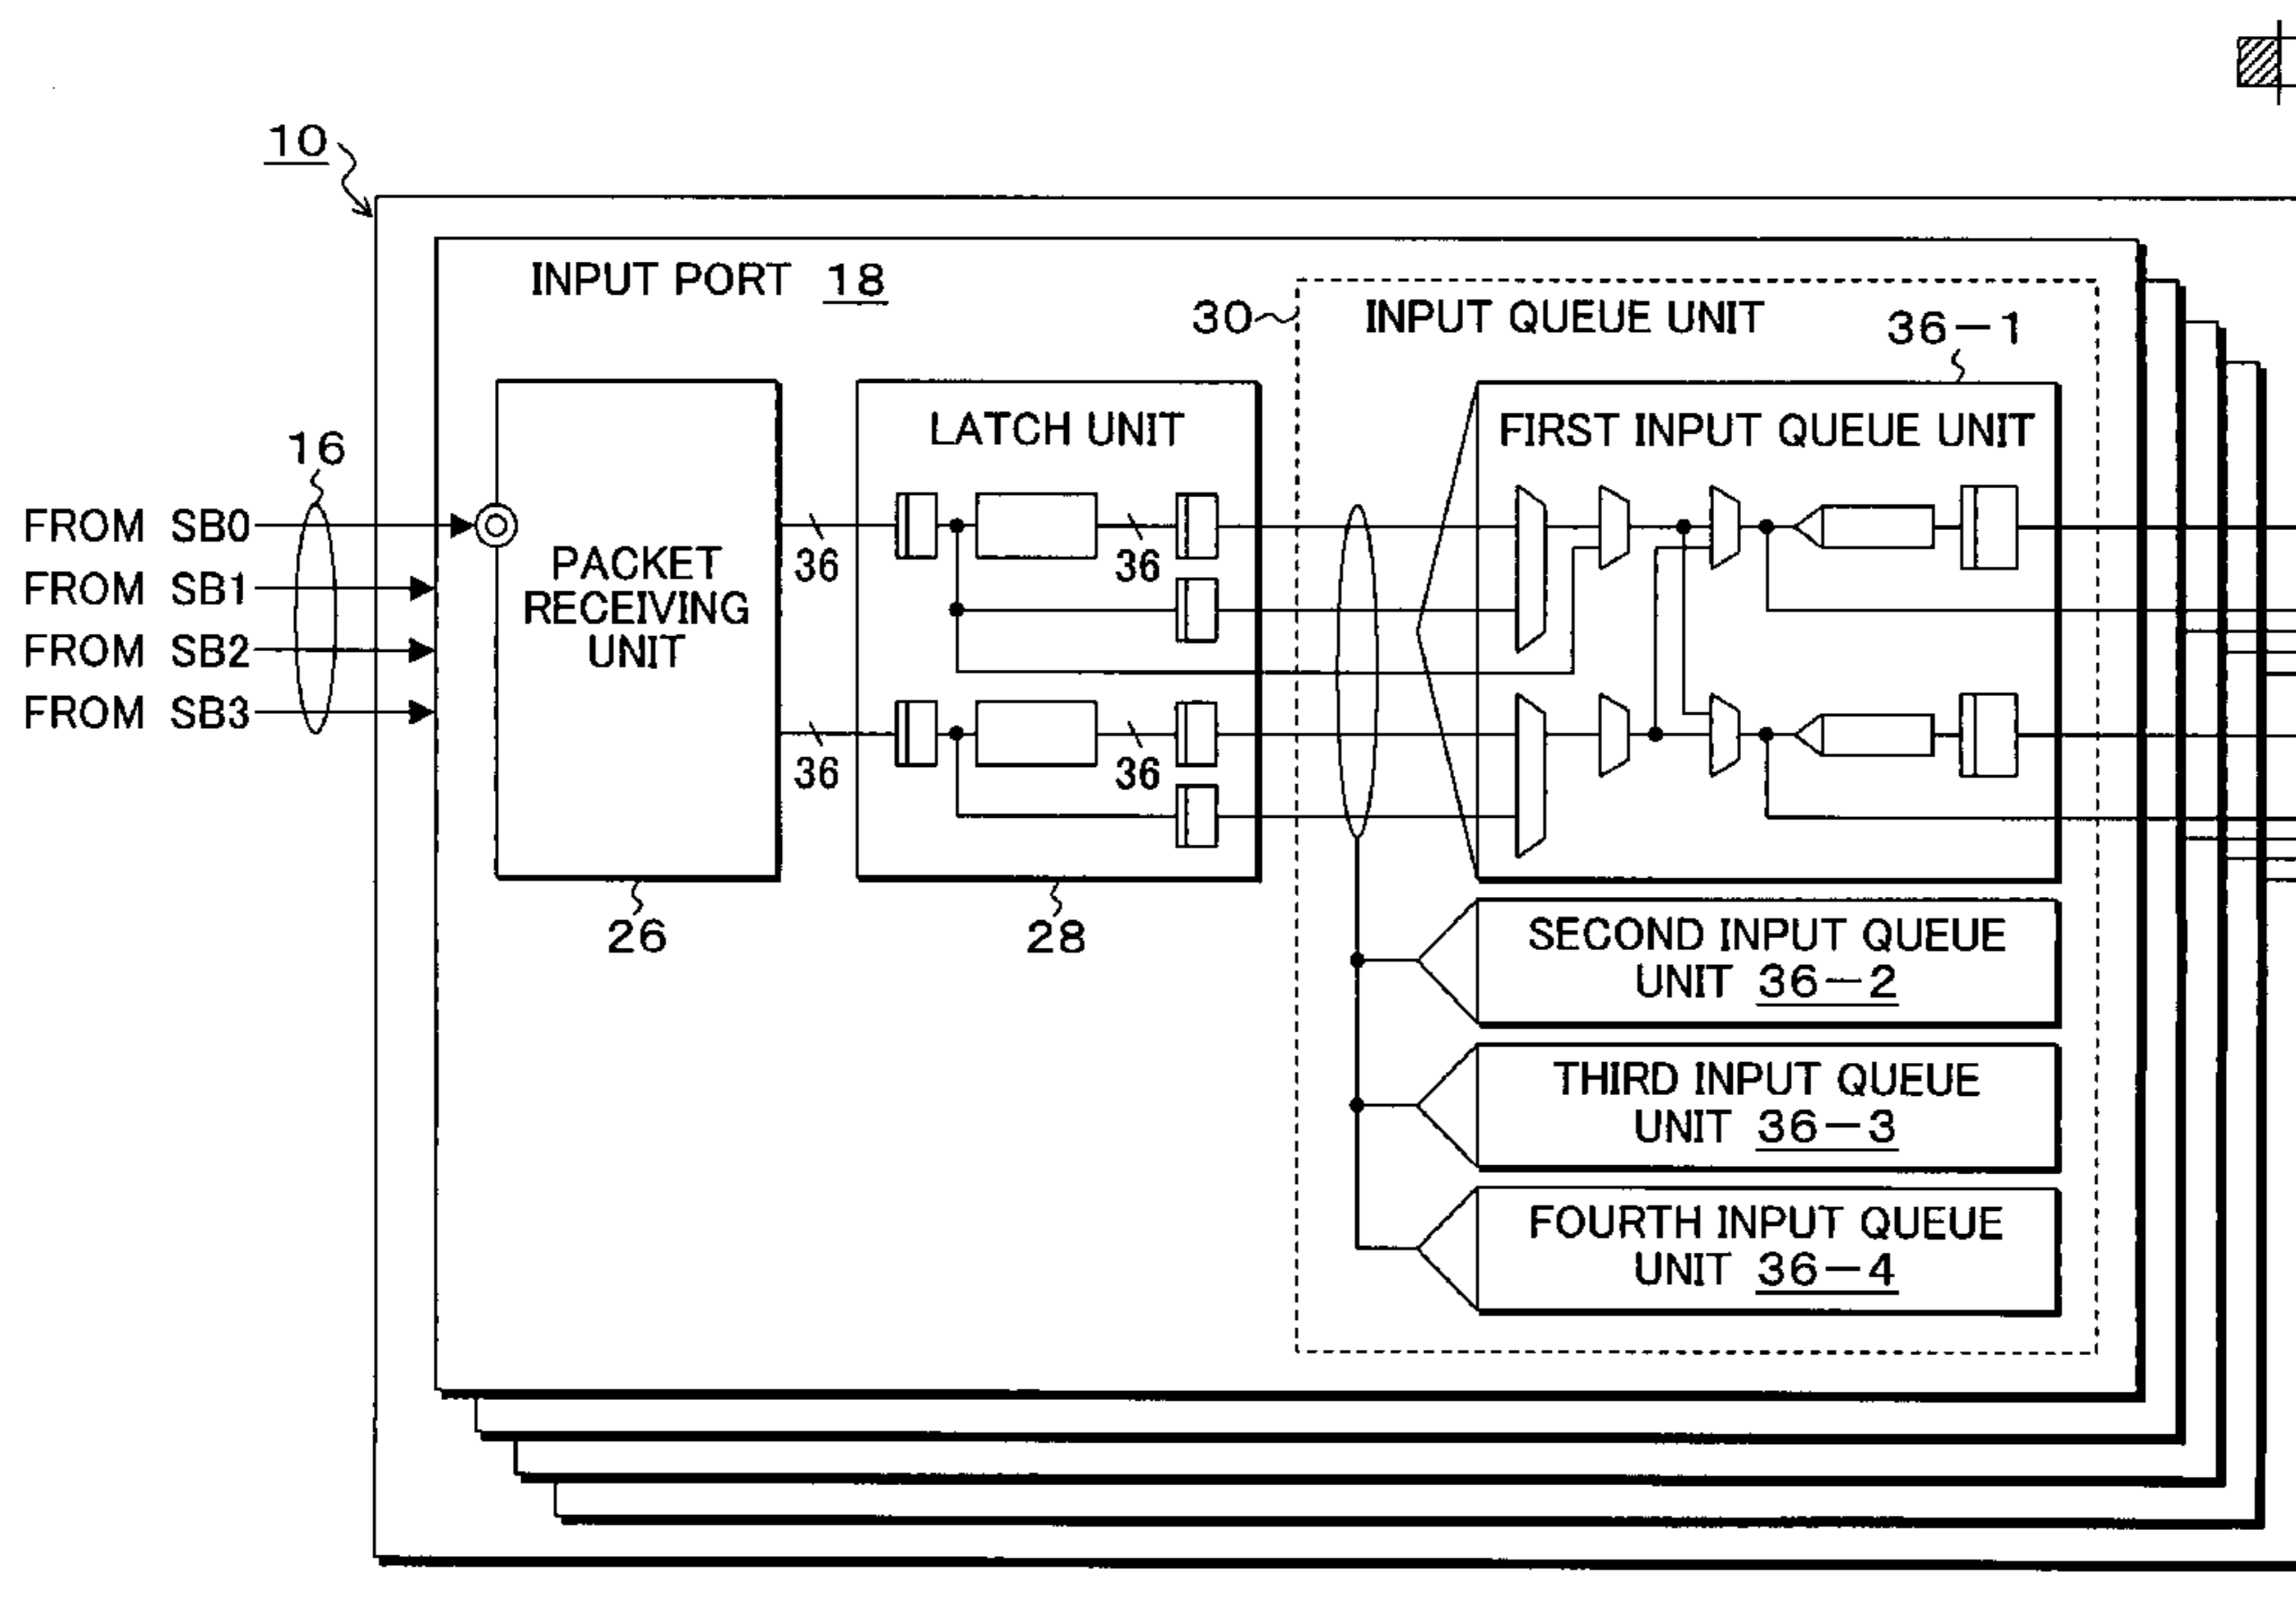 10
INPUT PORT 18
30
INPUT QUEUE UNIT
36-1
16
LATCH UNIT
FIRST INPUT QUEUE UNIT
FROM SB0
FROM SB1
FROM SB2
FROM SB3
PACKET
RECEIVING
UNIT
36
36
36
36
26
28
SECOND INPUT QUEUE
UNIT 36-2
THIRD INPUT QUEUE
UNIT 36-3
FOURTH INPUT QUEUE
UNIT 36-4